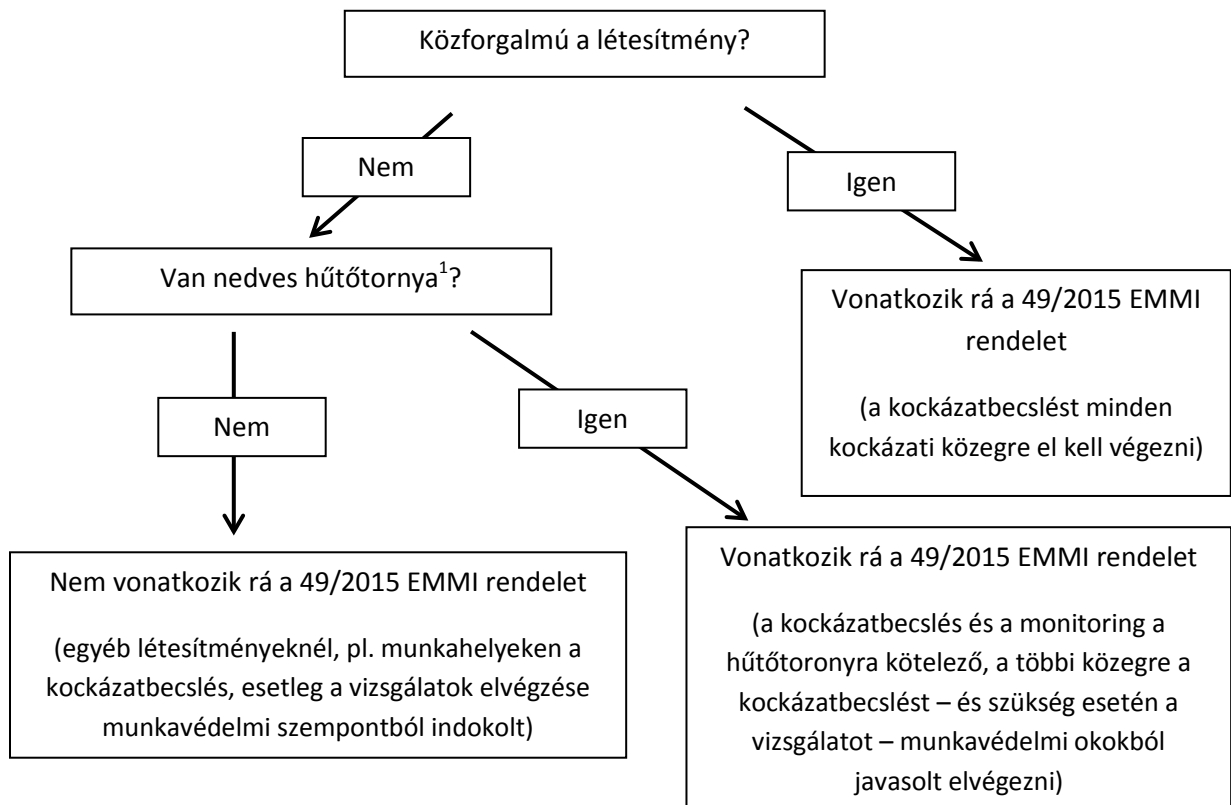 Közforgalmú a létesítmény?
Nem
Igen
Van nedves hűtőtornya¹?
Vonatkozik rá a 49/2015 EMMI
rendelet
(a kockázatbecslést minden
kockázati közegre el kell végezni)
Nem
Igen
Nem vonatkozik rá a 49/2015 EMMI rendelet
(egyéb létesítményeknél, pl. munkahelyeken a
kockázatbecslés, esetleg a vizsgálatok elvégzése
munkavédelmi szempontból indokolt)
Vonatkozik rá a 49/2015 EMMI rendelet
(a kockázatbecslés és a monitoring a
hűtőtoronyra kötelező, a többi közegre a
kockázatbecslést – és szükség esetén a
vizsgálatot – munkavédelmi okokból
javasolt elvégezni)